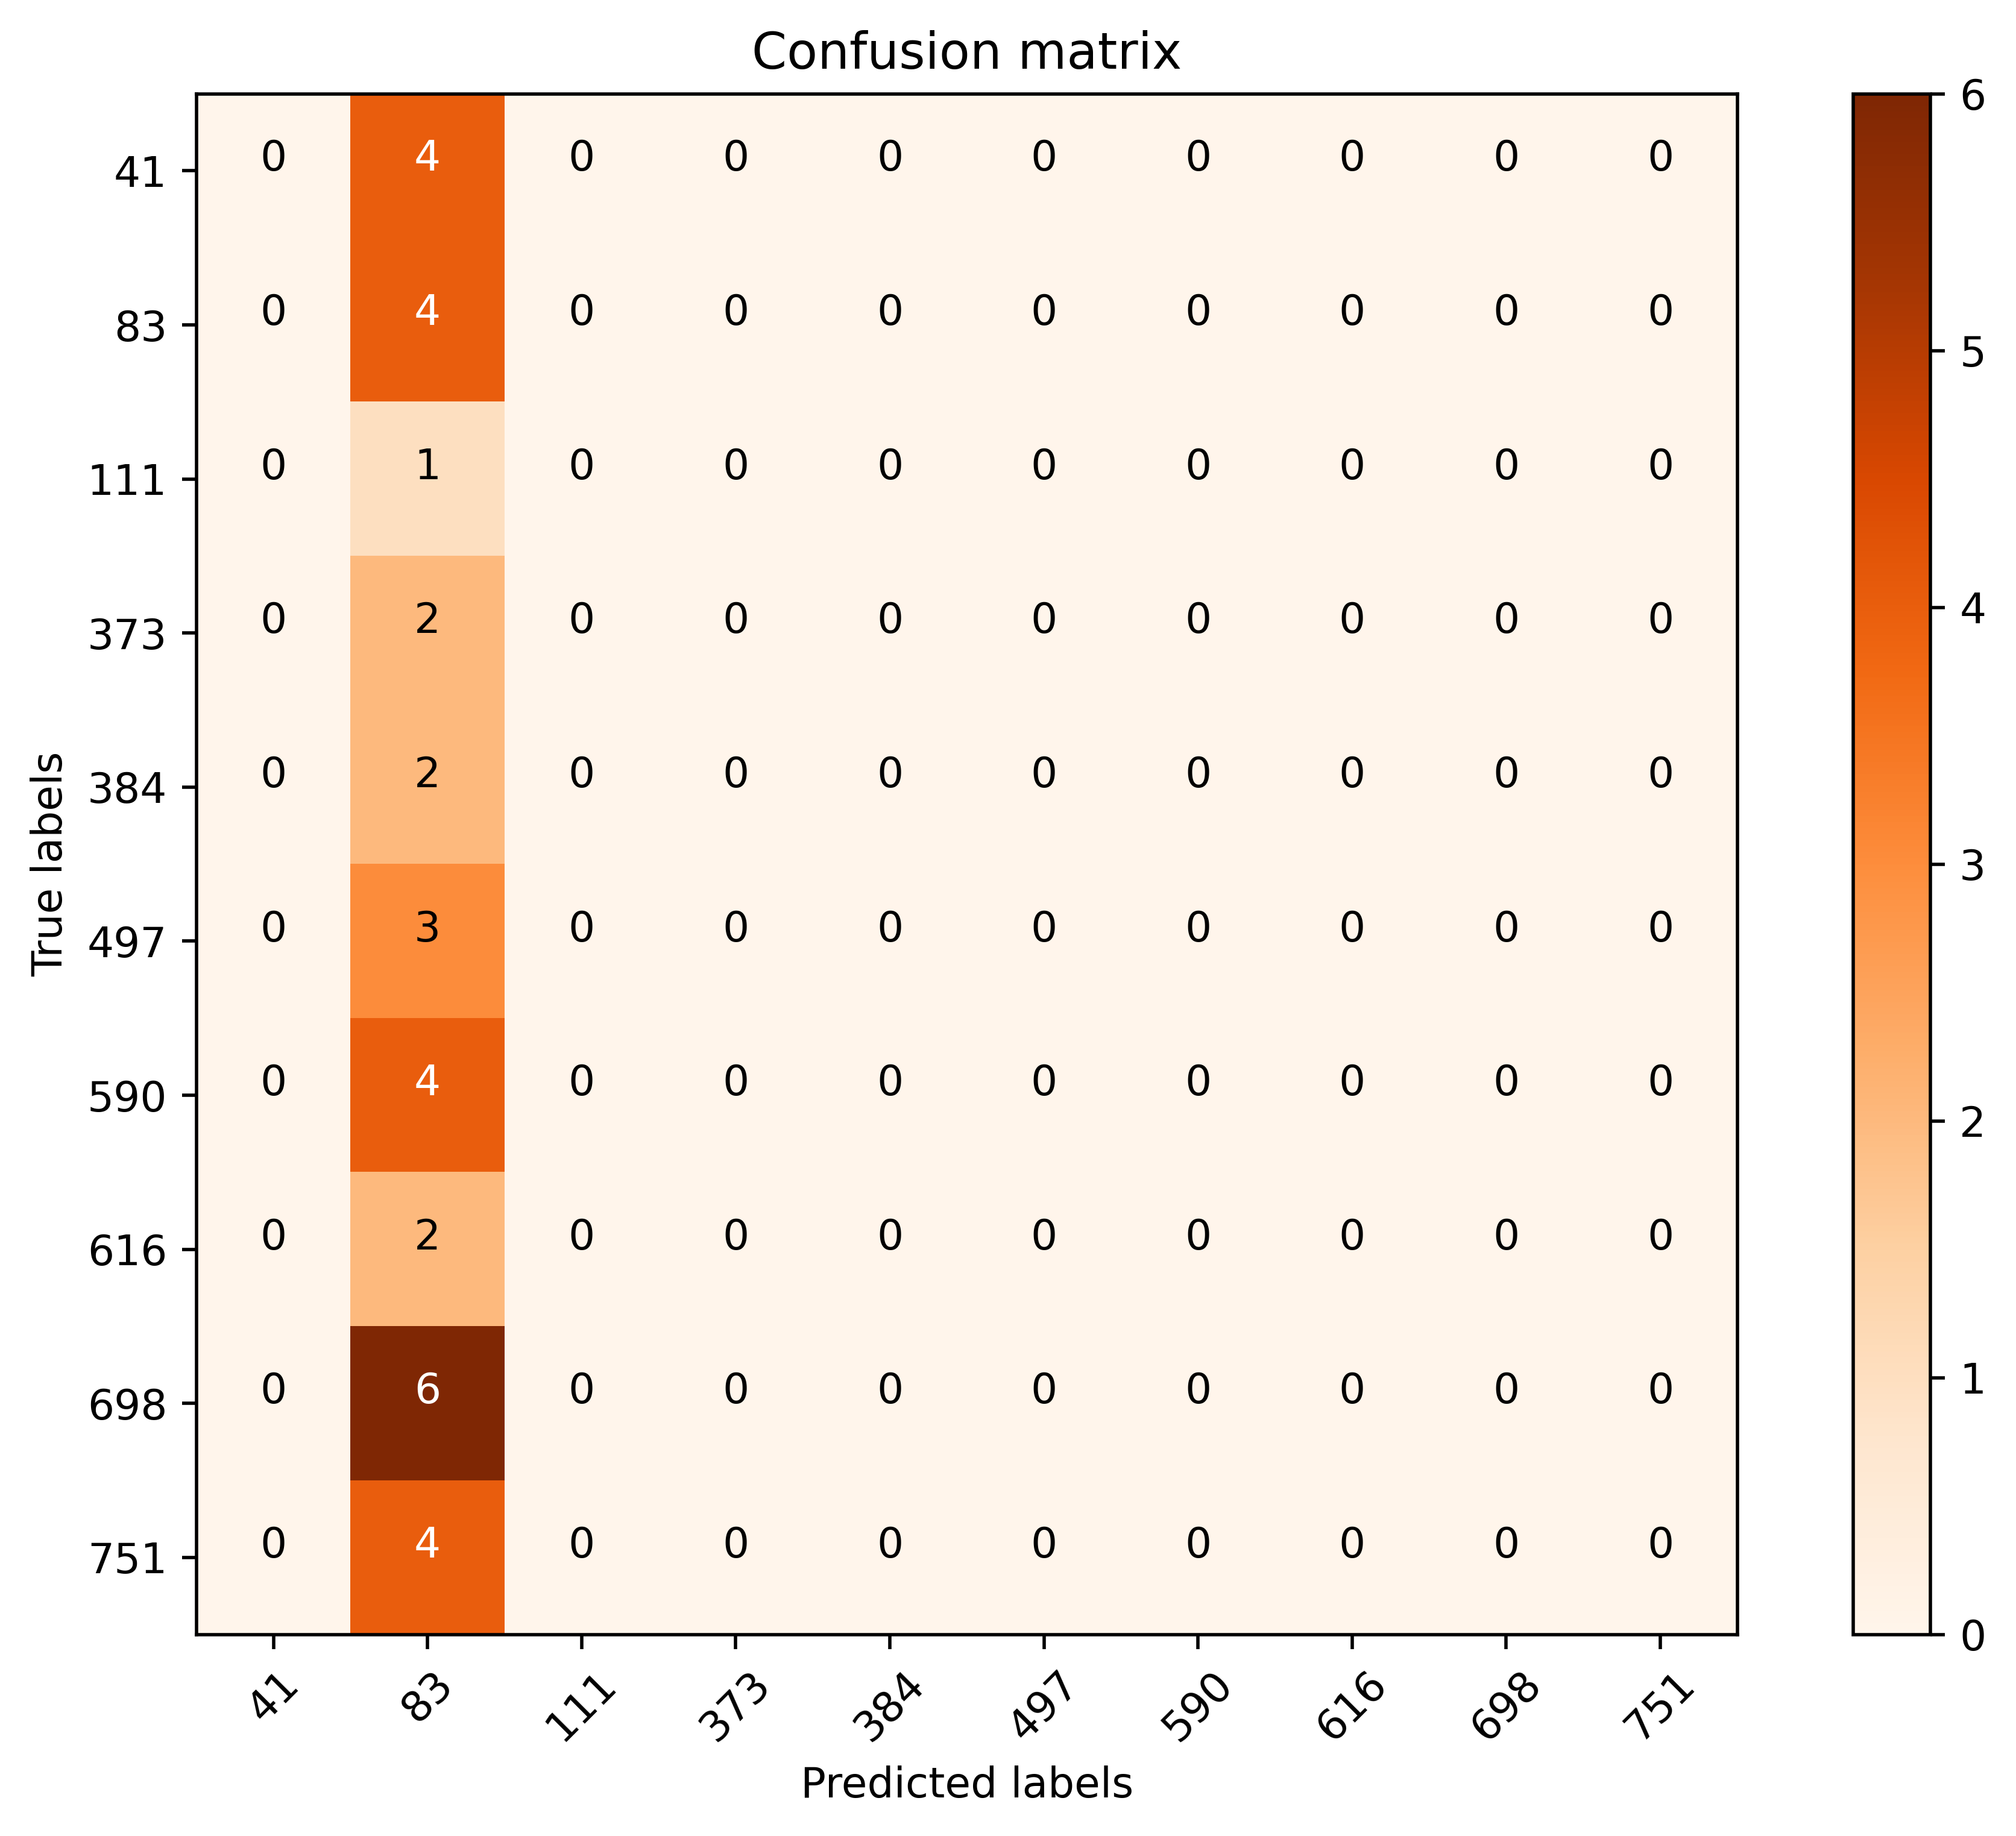 Confusion matrix
41 0 4 0 0 0 0 0 0 0 0
83 0 4 0 0 0 0 0 0 0 0
111 0 1 0 0 0 0 0 0 0 0
373 0 2 0 0 0 0 0 0 0 0
384 0 2 0 0 0 0 0 0 0 0
497 0 3 0 0 0 0 0 0 0 0
590 0 4 0 0 0 0 0 0 0 0
616 0 2 0 0 0 0 0 0 0 0
698 0 6 0 0 0 0 0 0 0 0
751 0 4 0 0 0 0 0 0 0 0
True labels
41 83 111 373 384 497 590 616 698 751
Predicted labels
6
5
4
3
2
1
0